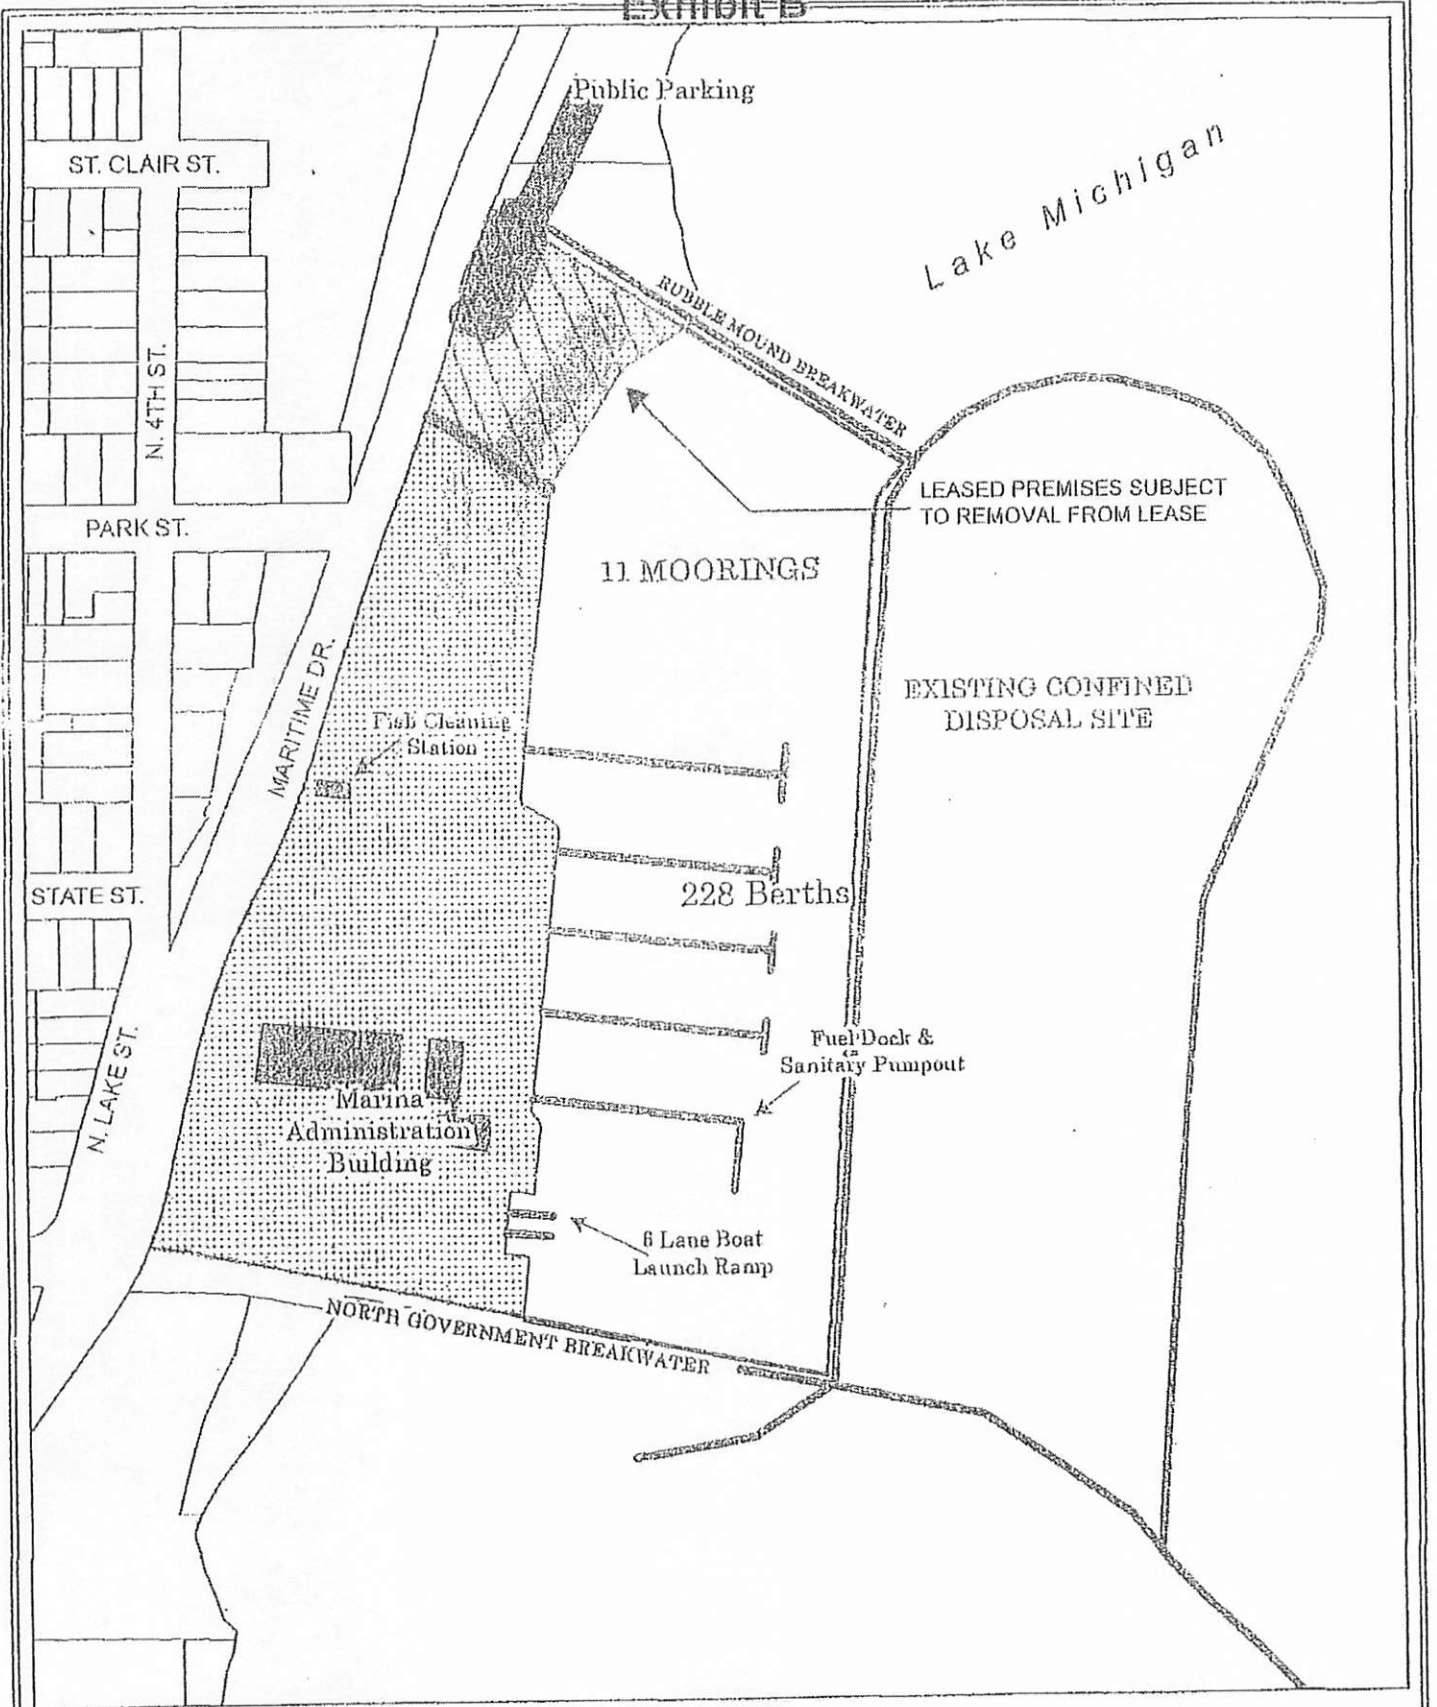 Exhibit B
Public Parking
ST. CLAIR ST.
Lake Michigan
RUBBLE MOUND BREAKWATER
N. 4TH ST.
LEASED PREMISES SUBJECT
TO REMOVAL FROM LEASE
PARK ST.
11 MOORINGS
MARITIME DR.
EXISTING CONFINED
DISPOSAL SITE
Fish Cleaning
Station
STATE ST.
228 Berths
N. LAKE ST.
Fuel Dock &
Sanitary Pumpout
Marina
Administration
Building
6 Lane Boat
Launch Ramp
NORTH GOVERNMENT BREAKWATER